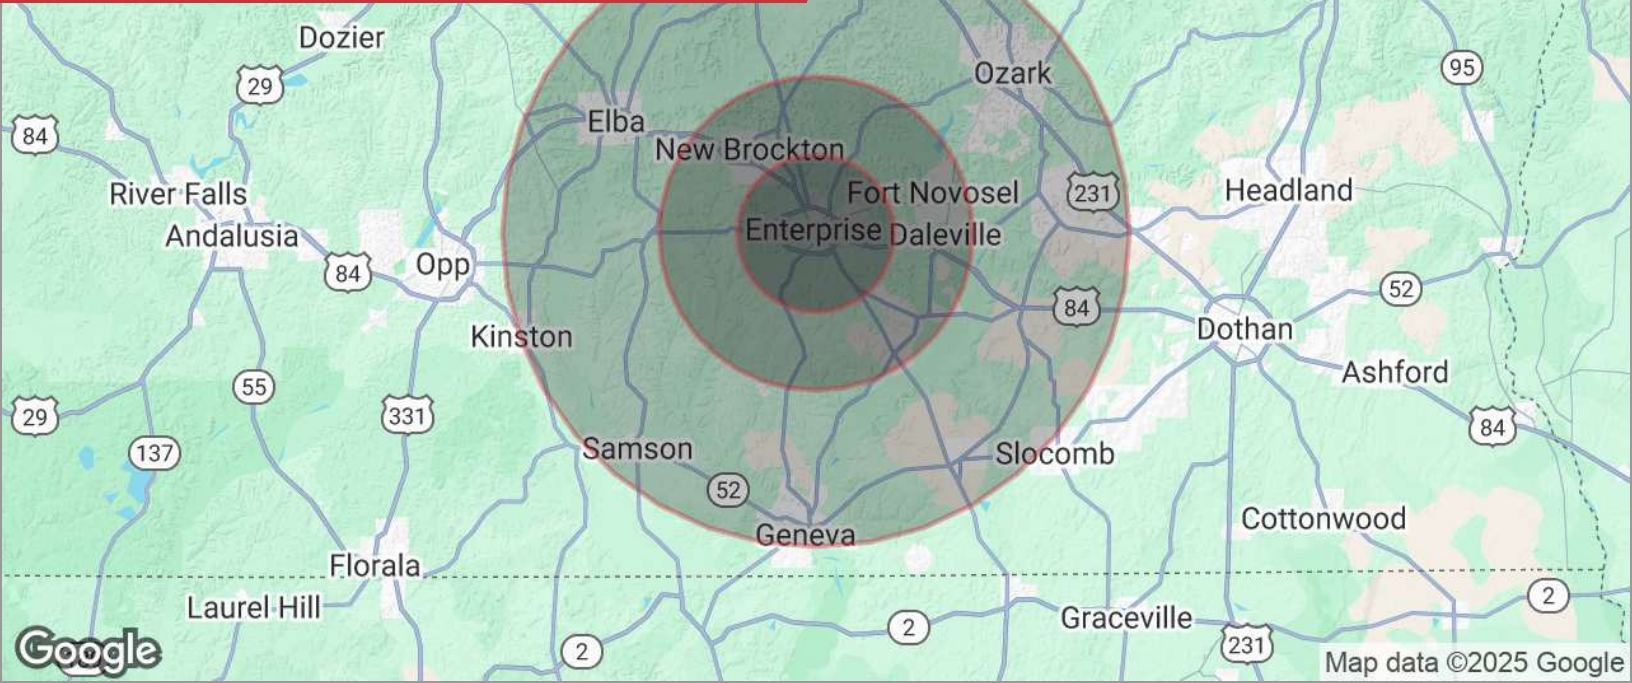 Dozier
Ozark
95
29
Elba
84
New Brockton
231
River Falls
Fort Novosel
Headland
Andalusia
Enterprise
Daleville
84
Opp
52
84
Kinston
Dothan
Ashford
55
29
331
84
137
Samson
Slocomb
52
Geneva
Cottonwood
Florala
2
Laurel Hill
Graceville
2
231
2
Google
Map data ©2025 Google